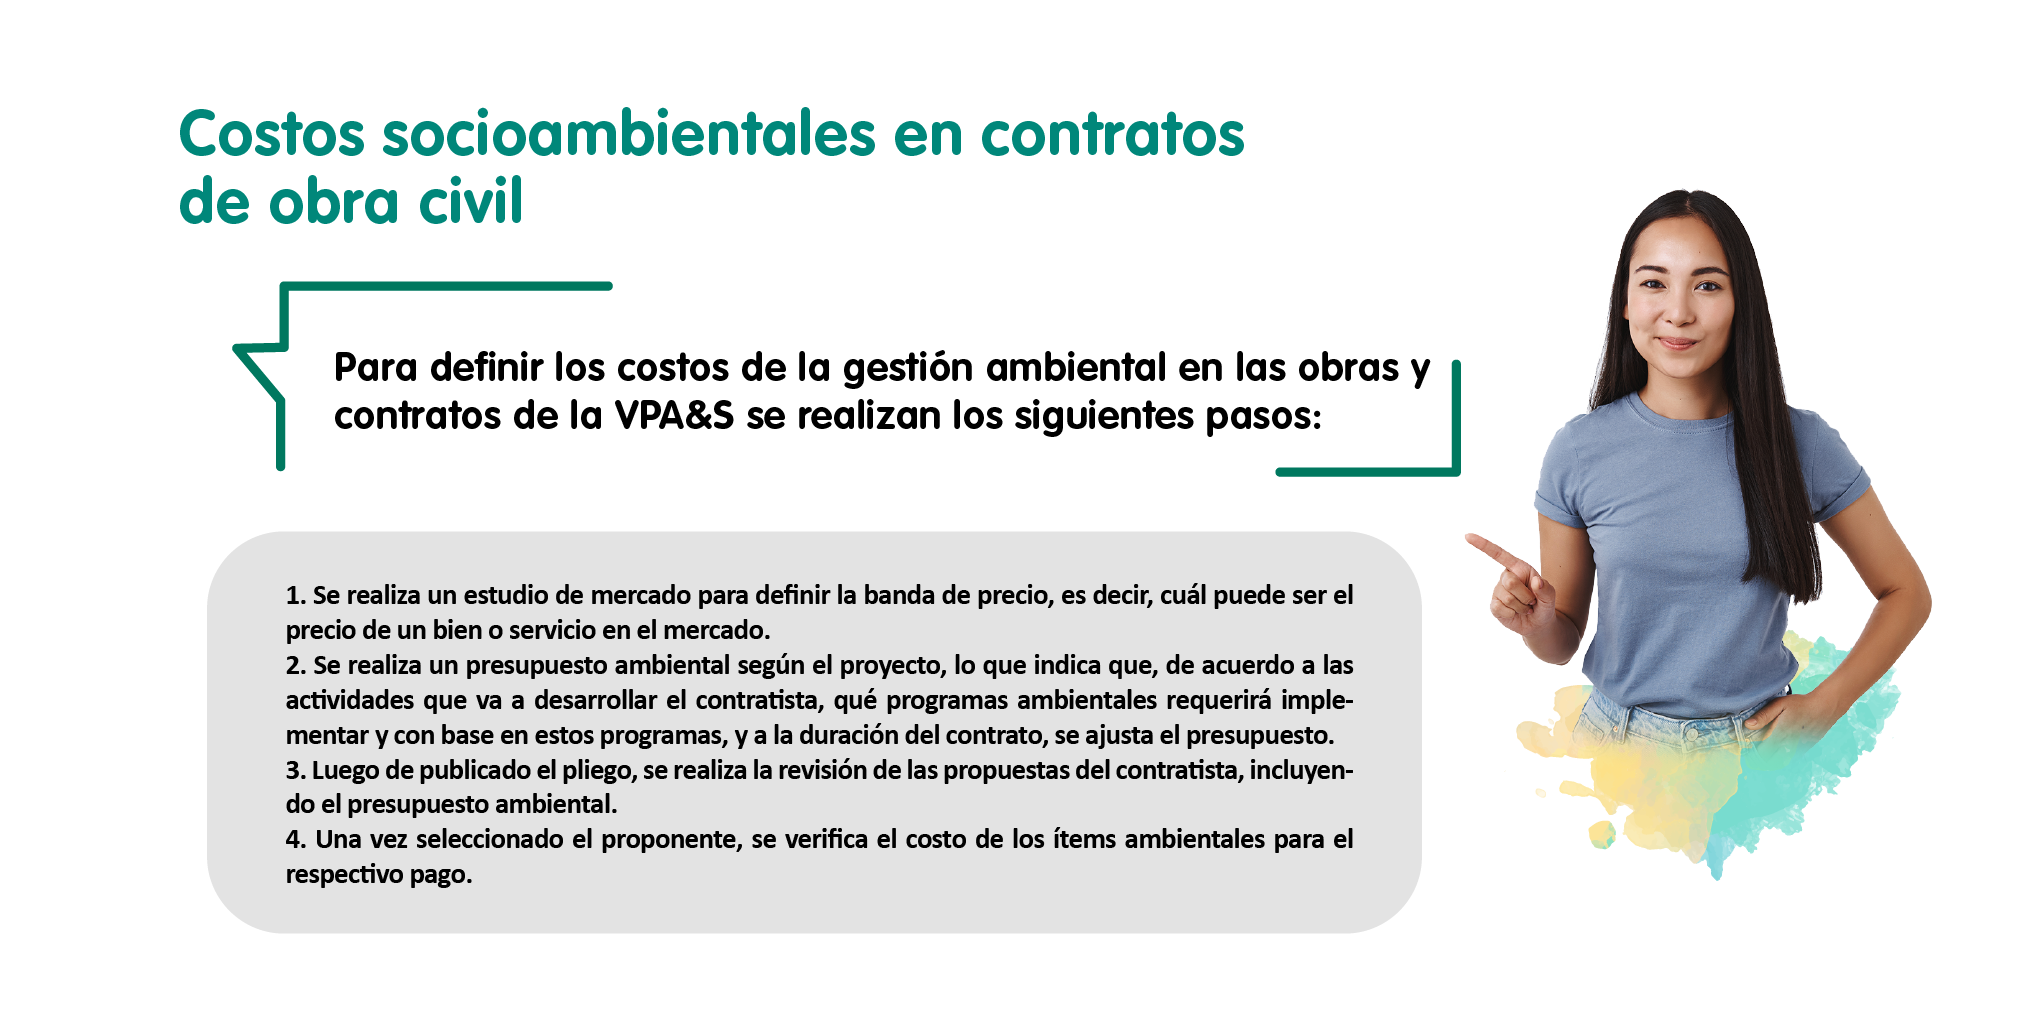 Costos socioambientales en contratos
de obra civil
Para definir los costos de la gestión ambiental en las obras y
contratos de la VPA&S se realizan los siguientes pasos:
1. Se realiza un estudio de mercado para definir la banda de precio, es decir, cuál puede ser el
precio de un bien o servicio en el mercado.
2. Se realiza un presupuesto ambiental según el proyecto, lo que indica que, de acuerdo a las
actividades que va a desarrollar el contratista, qué programas ambientales requerirá imple-
mentar y con base en estos programas, y a la duración del contrato, se ajusta el presupuesto.
3. Luego de publicado el pliego, se realiza la revisión de las propuestas del contratista, incluyen-
do el presupuesto ambiental.
4. Una vez seleccionado el proponente, se verifica el costo de los ítems ambientales para el
respectivo pago.